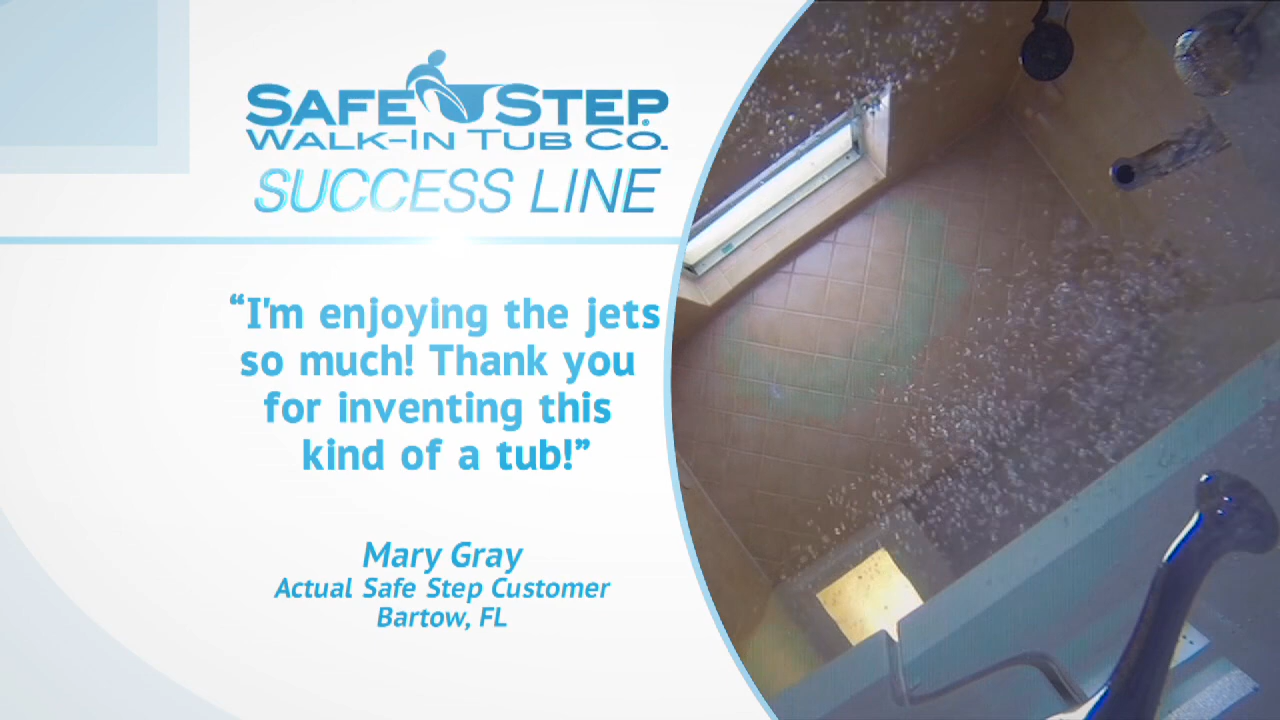 SAFE STEP®
WALK-IN TUB CO.
SUCCESS LINE
“I'm enjoying the jets
so much! Thank you
for inventing this
kind of a tub!”
Mary Gray
Actual Safe Step Customer
Bartow, FL